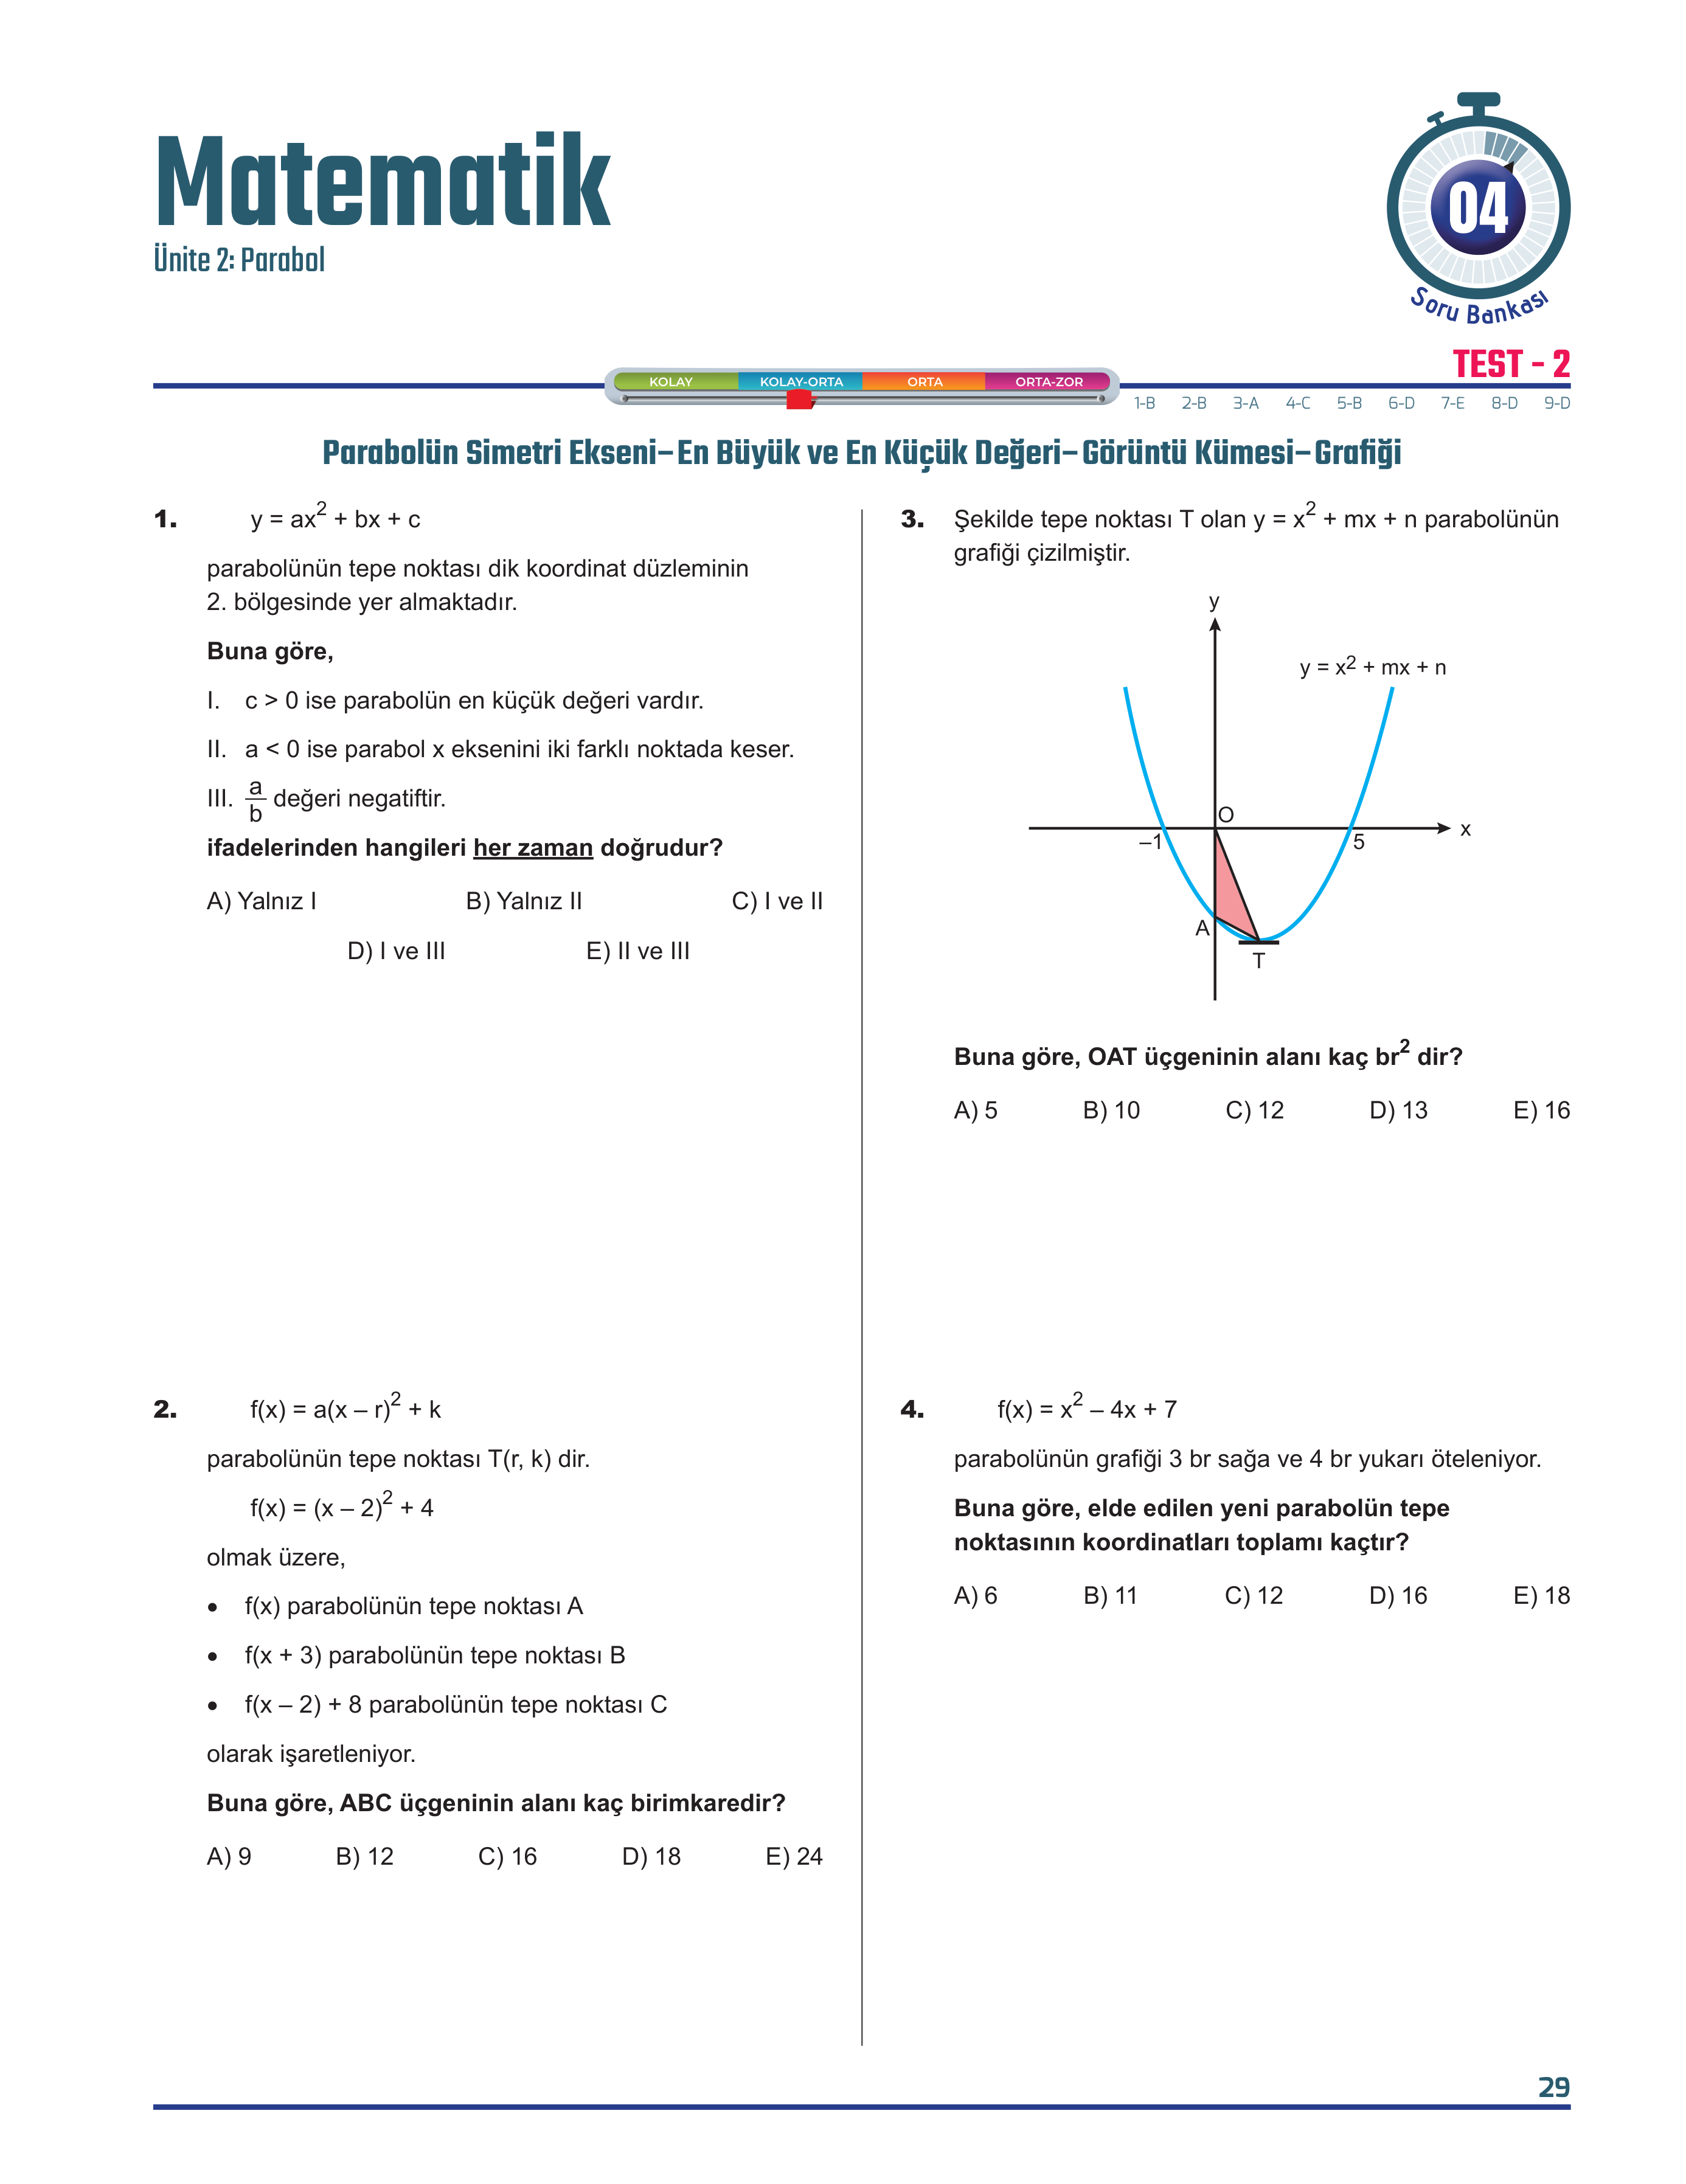 Matematik
Ünite 2: Parabol
04
Soru Bankası
TEST - 2
KOLAY KOLAY-ORTA ORTA ORTA-ZOR
1-B 2-B 3-A 4-C 5-B 6-D 7-E 8-D 9-D
Parabolün Simetri Ekseni–En Büyük ve En Küçük Değeri–Görüntü Kümesi–Grafiği
1. y = ax² + bx + c
parabolünün tepe noktası dik koordinat düzleminin
2. bölgesinde yer almaktadır.
Buna göre,
I. c > 0 ise parabolün en küçük değeri vardır.
II. a < 0 ise parabol x eksenini iki farklı noktada keser.
III. a/b değeri negatiftir.
ifadelerinden hangileri her zaman doğrudur?
A) Yalnız I B) Yalnız II C) I ve II
D) I ve III E) II ve III
2. f(x) = a(x – r)² + k
parabolünün tepe noktası T(r, k) dir.
f(x) = (x – 2)² + 4
olmak üzere,
• f(x) parabolünün tepe noktası A
• f(x + 3) parabolünün tepe noktası B
• f(x – 2) + 8 parabolünün tepe noktası C
olarak işaretleniyor.
Buna göre, ABC üçgeninin alanı kaç birimkaredir?
A) 9 B) 12 C) 16 D) 18 E) 24
3. Şekilde tepe noktası T olan y = x² + mx + n parabolünün
grafiği çizilmiştir.
y
y = x² + mx + n
O
x
–1 5
A
T
Buna göre, OAT üçgeninin alanı kaç br² dir?
A) 5 B) 10 C) 12 D) 13 E) 16
4. f(x) = x² – 4x + 7
parabolünün grafiği 3 br sağa ve 4 br yukarı öteleniyor.
Buna göre, elde edilen yeni parabolün tepe
noktasının koordinatları toplamı kaçtır?
A) 6 B) 11 C) 12 D) 16 E) 18
29